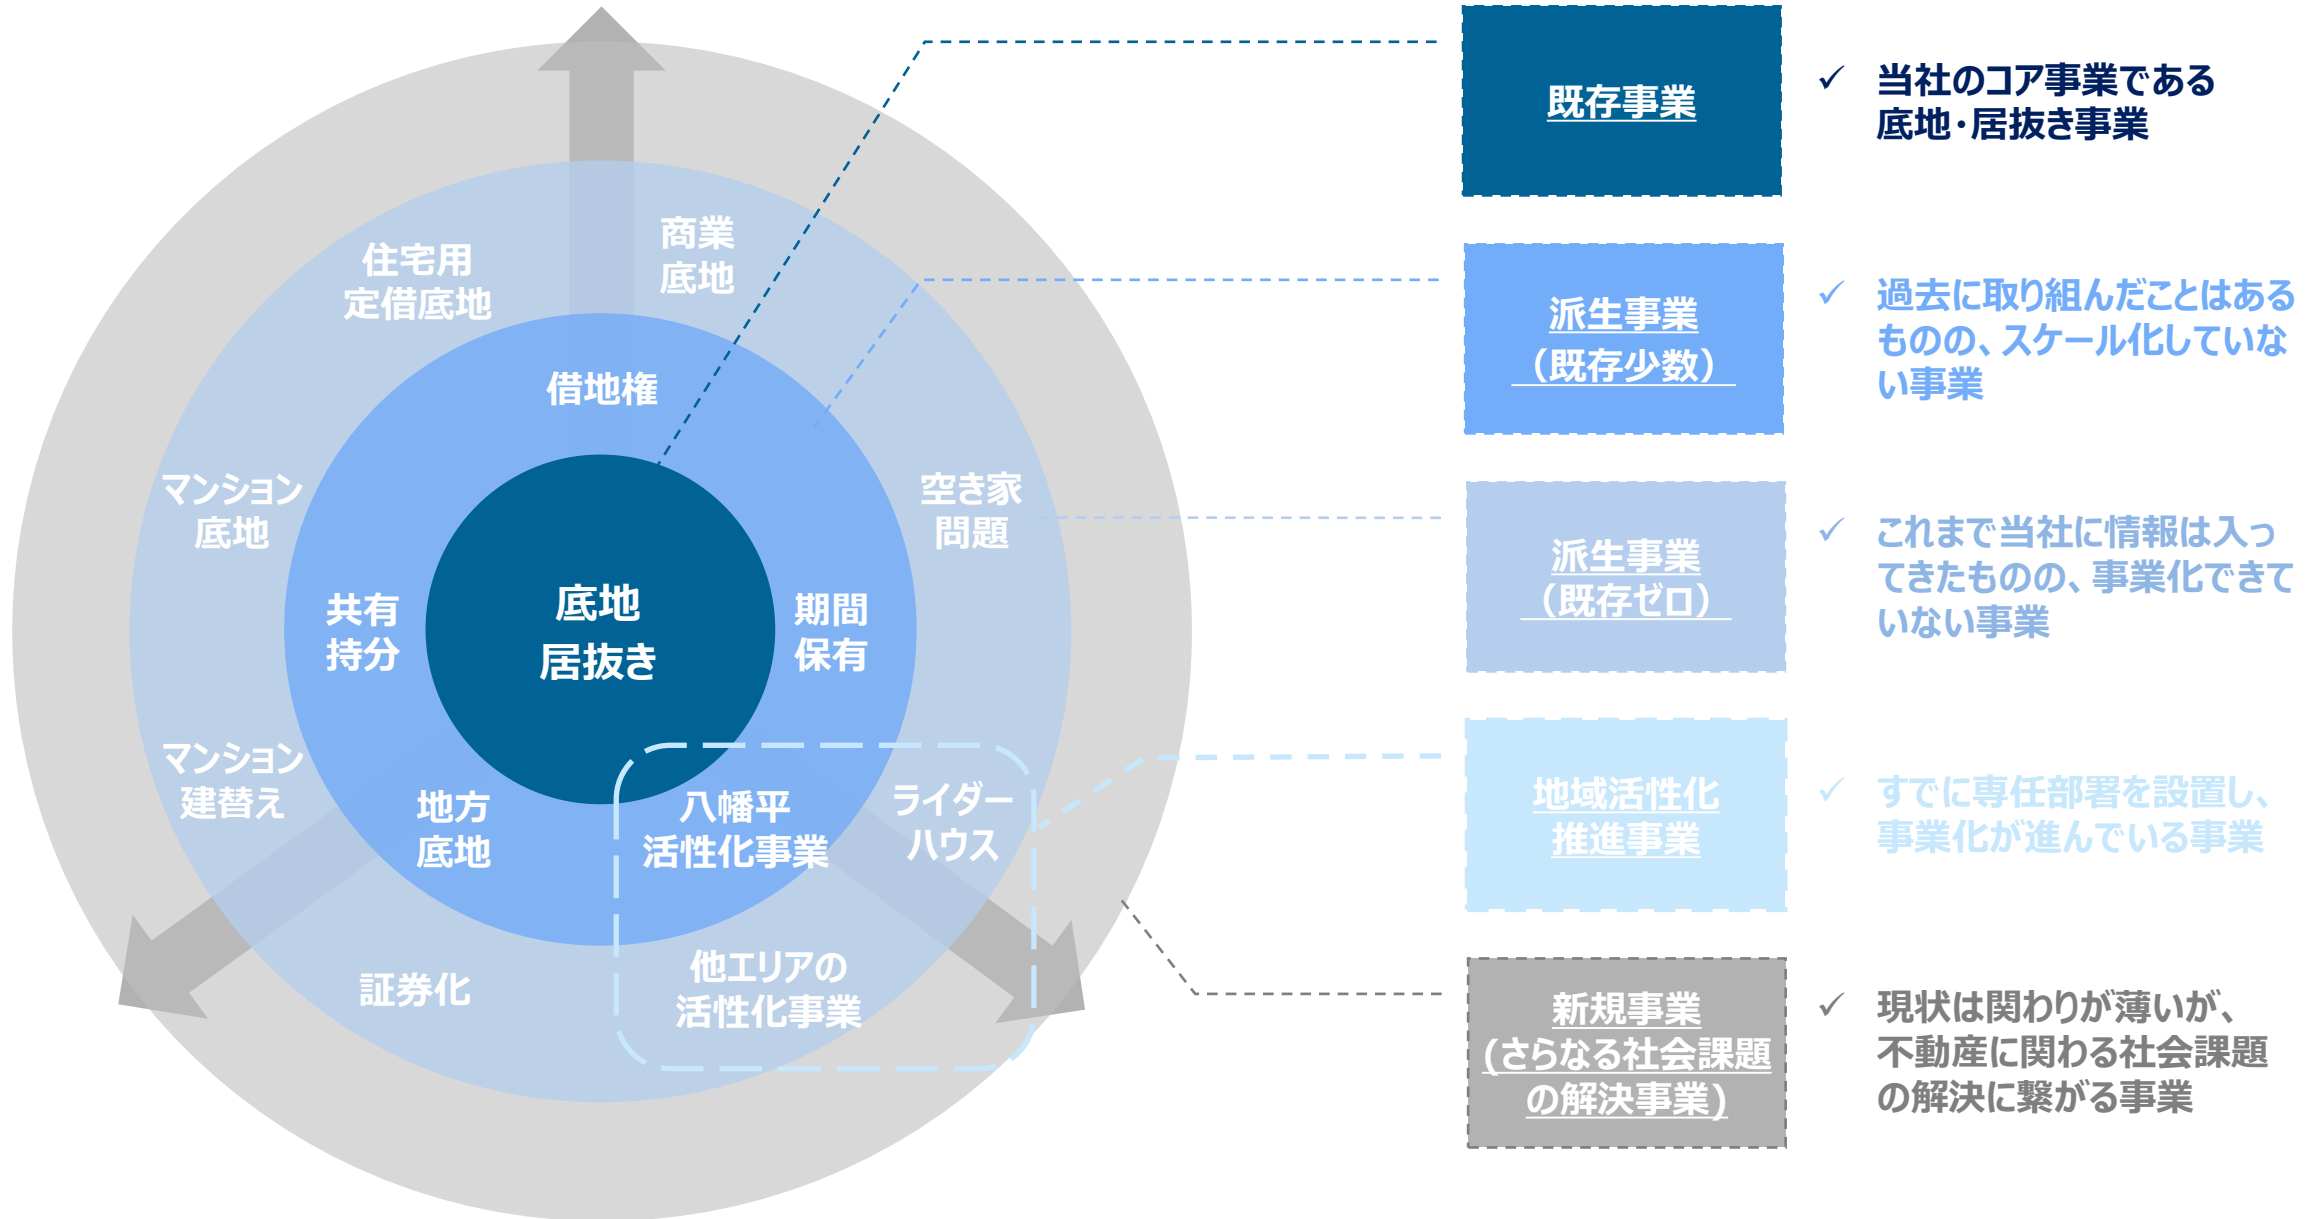 商業
底地
住宅用
定借底地
借地権
マンション
底地
空き家
問題
共有
持分
底地
居抜き
期間
保有
マンション
建替え
地方
底地
八幡平
活性化事業
ライダー
ハウス
証券化
他エリアの
活性化事業
既存事業
✓ 当社のコア事業である
底地・居抜き事業
派生事業
（既存少数）
✓ 過去に取り組んだことはある
ものの、スケール化していな
い事業
派生事業
（既存ゼロ）
✓ これまで当社に情報は入っ
てきたものの、事業化できて
いない事業
地域活性化
推進事業
✓ すでに専任部署を設置し、
事業化が進んでいる事業
新規事業
(さらなる社会課題
の解決事業)
✓ 現状は関わりが薄いが、
不動産に関わる社会課題
の解決に繋がる事業